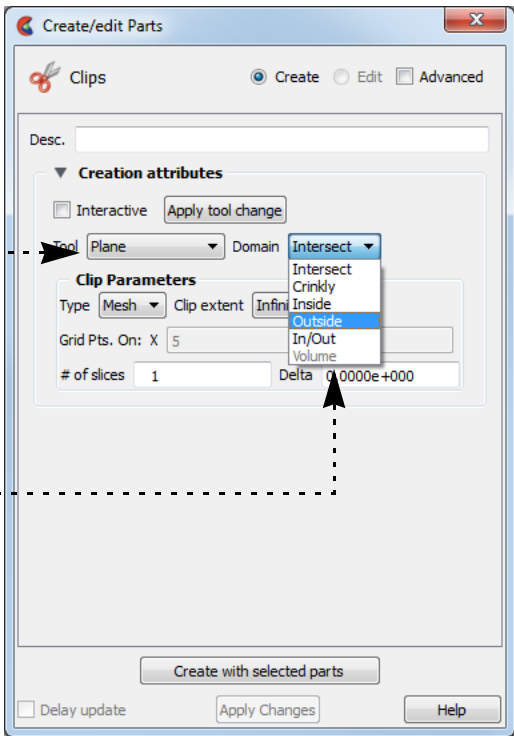 Create/edit Parts
Clips Create Edit Advanced
Desc.
Creation attributes
Interactive Apply tool change
Tool Plane Domain Intersect
Intersect
Crinkly
Inside
Outside
In/Out
Volume
Clip Parameters
Type Mesh Clip extent
Grid Pts. On: X 5
# of slices 1 Delta 0.0000e+000
Create with selected parts
Delay update Apply Changes Help